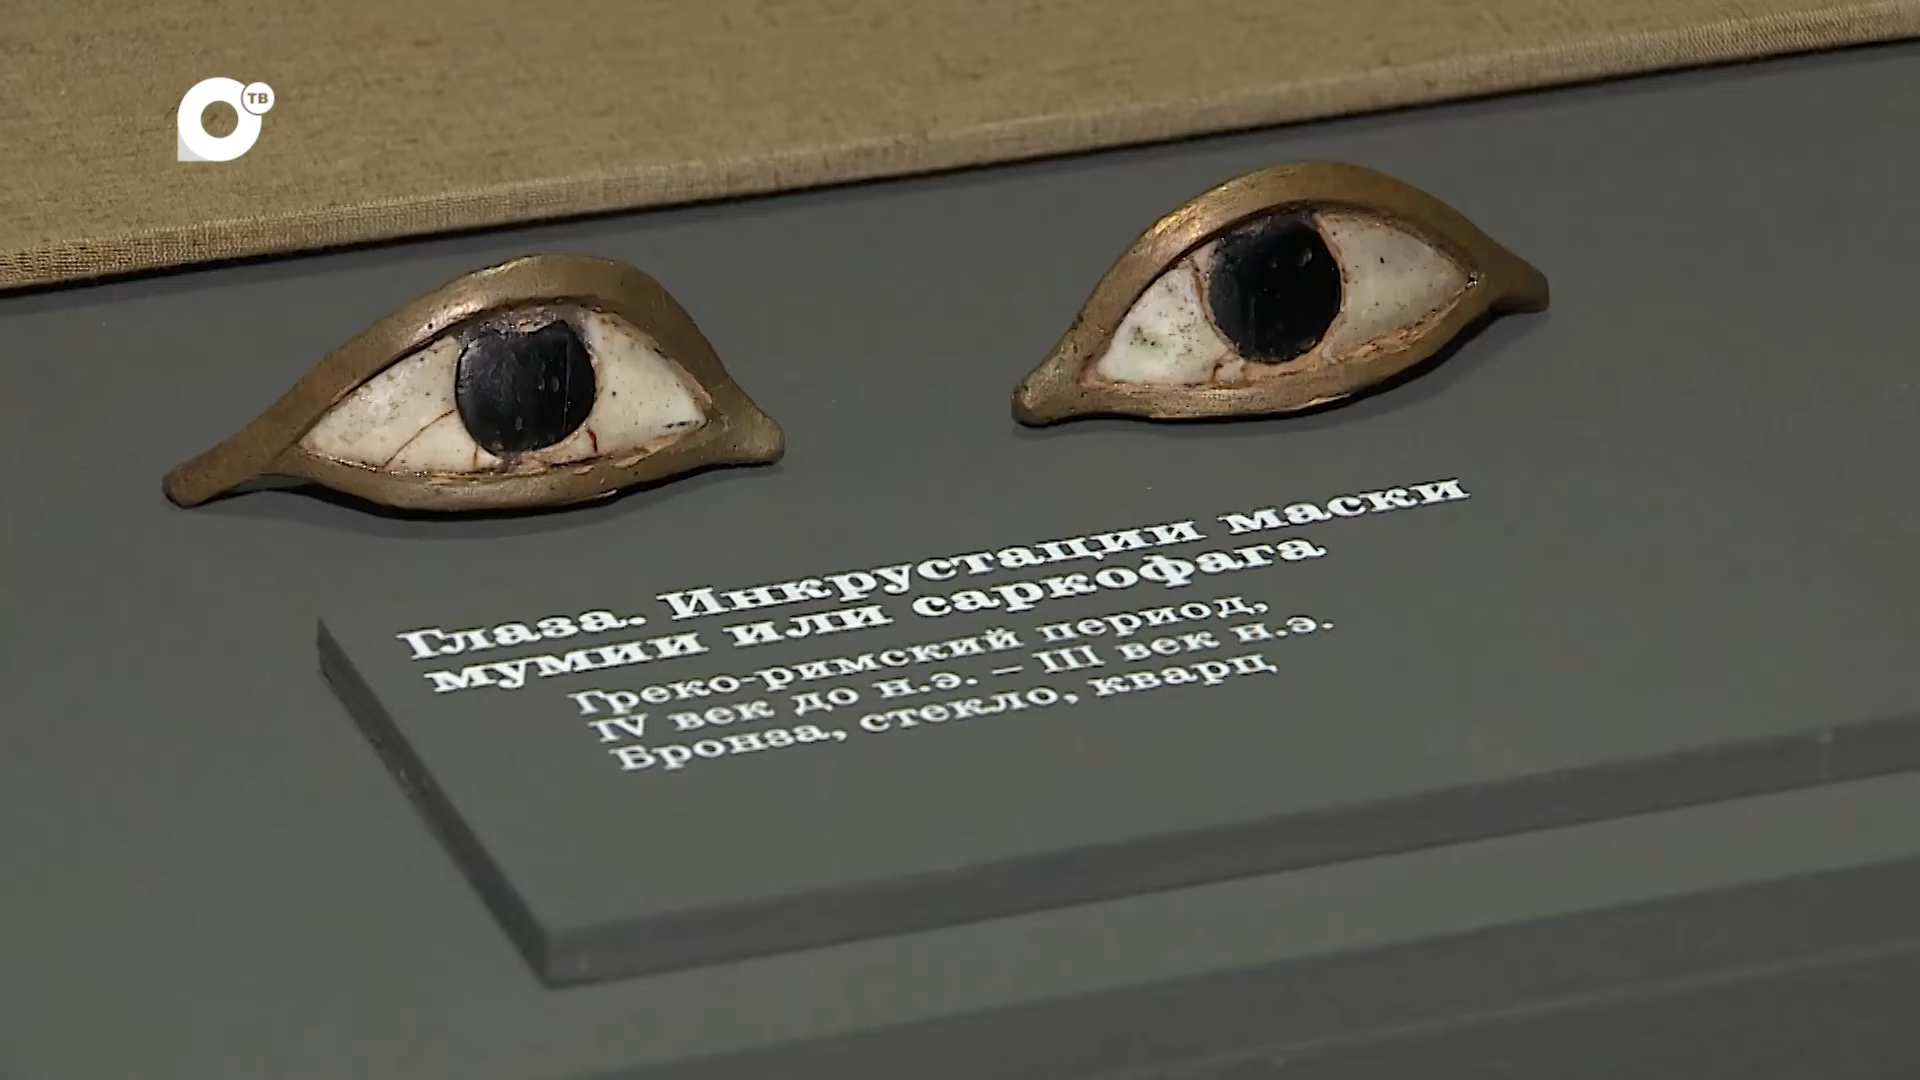 ТВ
Глаза. Инкрустации маски
мумии или саркофага
Греко-римский период,
IV век до н.э. – III век н.э.
Бронза, стекло, кварц